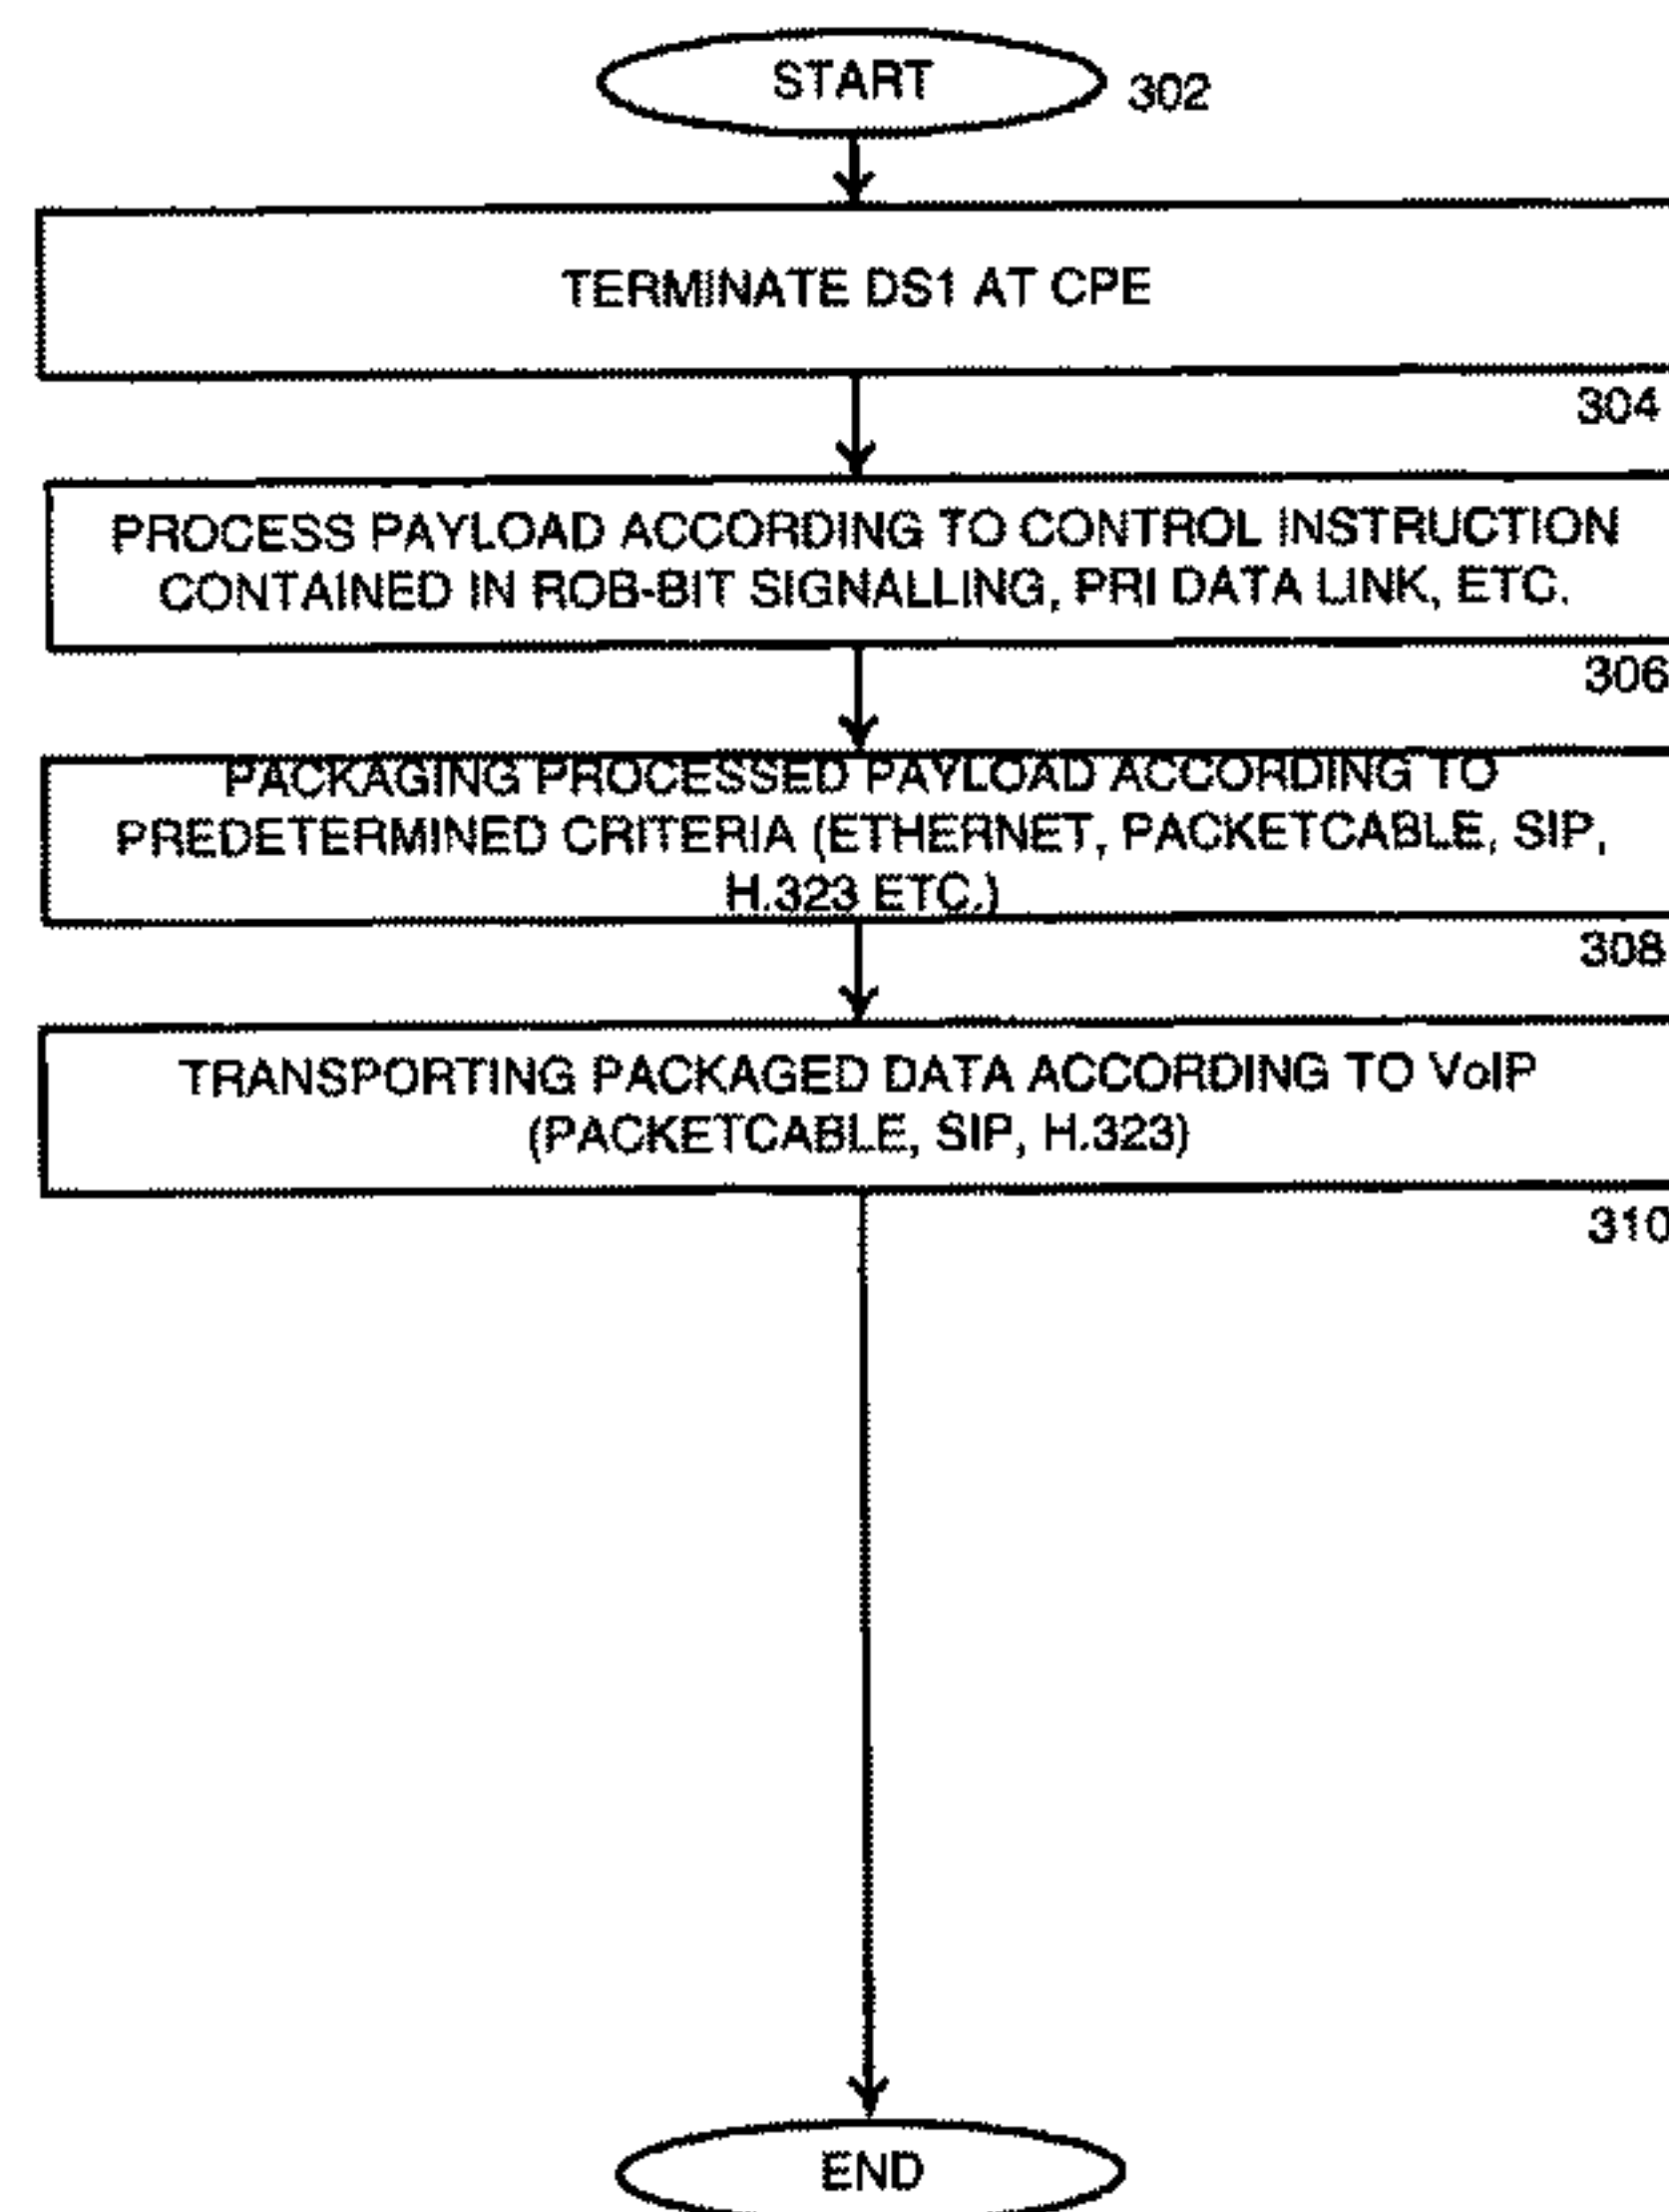 START
302
TERMINATE DS1 AT CPE
304
PROCESS PAYLOAD ACCORDING TO CONTROL INSTRUCTION
CONTAINED IN ROB-BIT SIGNALLING, PRI DATA LINK, ETC.
306
PACKAGING PROCESSED PAYLOAD ACCORDING TO
PREDETERMINED CRITERIA (ETHERNET, PACKETCABLE, SIP,
H.323 ETC.)
308
TRANSPORTING PACKAGED DATA ACCORDING TO VoIP
(PACKETCABLE, SIP, H.323)
310
END